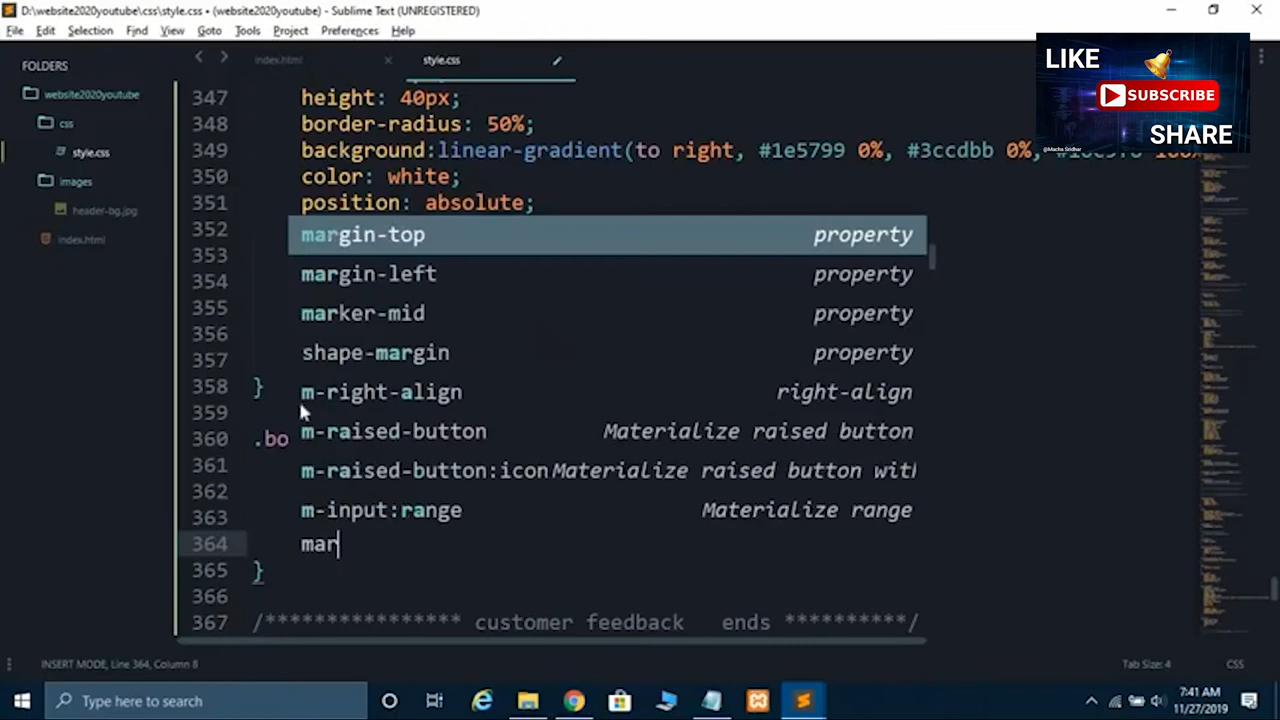 D:\website2020youtube\css\style.css • (website2020youtube) - Sublime Text (UNREGISTERED)
File Edit Selection Find View Goto Tools Project Preferences Help
LIKE
SUBSCRIBE
SHARE
@Macha Sridhar
FOLDERS
website2020youtube
css
style.css
images
header-bg.jpg
index.html
index.html
style.css
347 height: 40px;
348 border-radius: 50%;
349 background:linear-gradient(to right, #1e5799 0%, #3ccdbb 0%,
350 color: white;
351 position: absolute;
352
353
354
355
356
357
358 }
359
360 .bo
361
362
363
364 mar
365 }
366
367 /*************** customer feedback ends **********/
margin-top property
margin-left property
marker-mid property
shape-margin property
m-right-align right-align
m-raised-button Materialize raised button
m-raised-button:icon Materialize raised button with
m-input:range Materialize range
INSERT MODE, Line 364, Column 8
Tab Size: 4
CSS
Type here to search
7:41 AM
11/27/2019